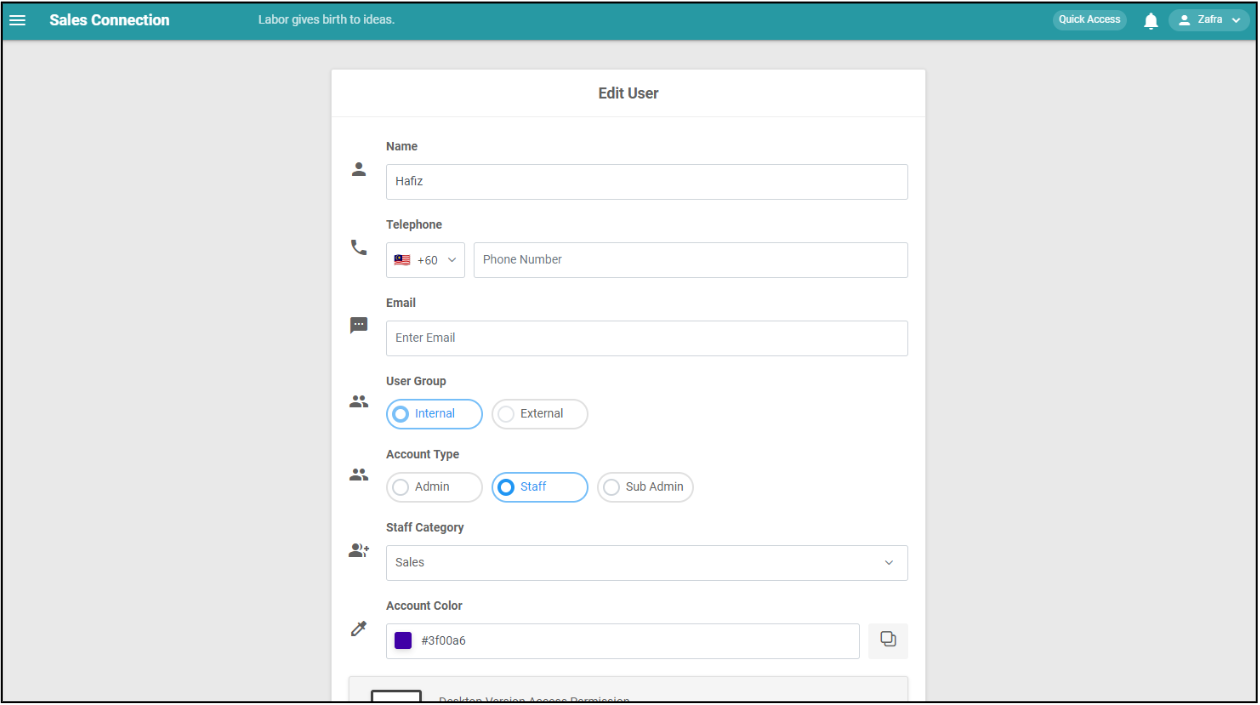 Sales Connection
Labor gives birth to ideas.
Quick Access
Zafra
Edit User
Name
Hafiz
Telephone
+60
Phone Number
Email
Enter Email
User Group
Internal
External
Account Type
Admin
Staff
Sub Admin
Staff Category
Sales
Account Color
#3f00a6
Desktop Version Access Permission